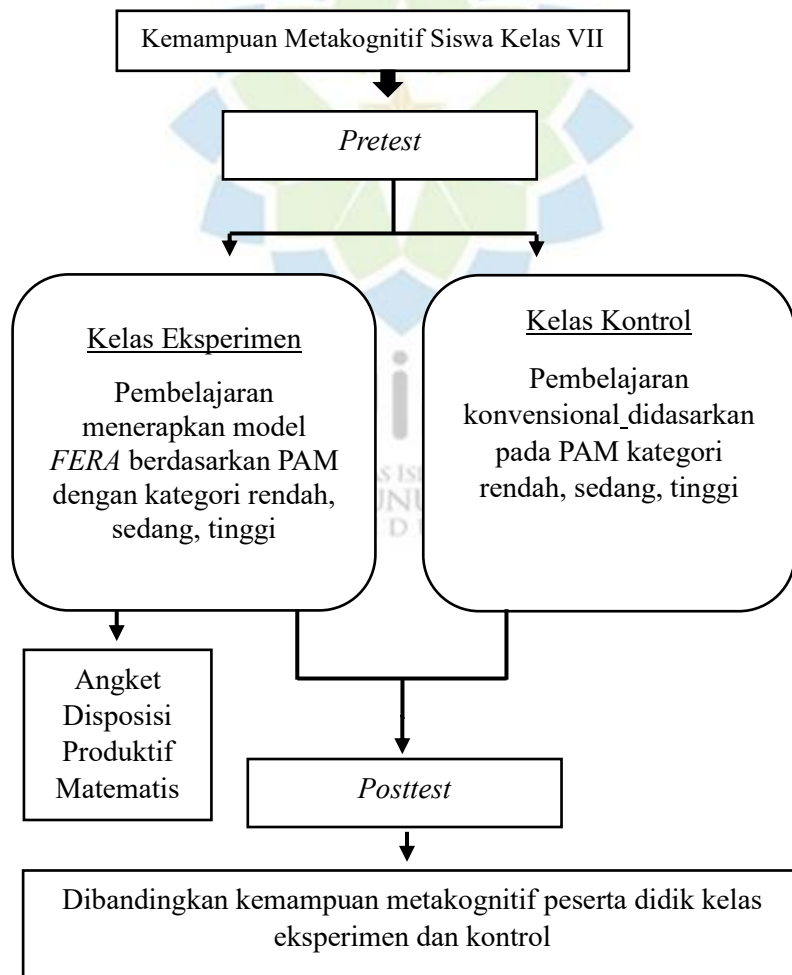 Kemampuan Metakognitif Siswa Kelas VII
Pretest
Kelas Eksperimen
Pembelajaran
menerapkan model
FERA berdasarkan PAM
dengan kategori rendah,
sedang, tinggi
Kelas Kontrol
Pembelajaran
konvensional didasarkan
pada PAM kategori
rendah, sedang, tinggi
Angket
Disposisi
Produktif
Matematis
Posttest
Dibandingkan kemampuan metakognitif peserta didik kelas
eksperimen dan kontrol